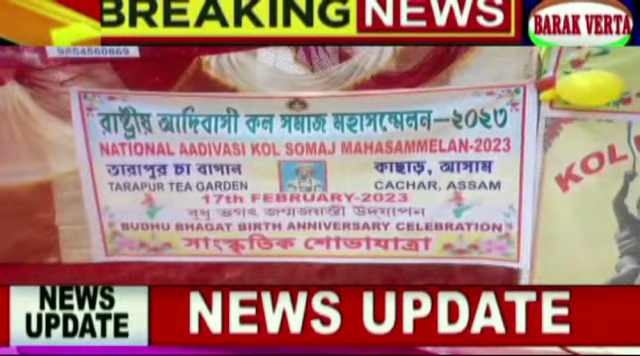 BREAKING NEWS
BARAK VERTA
9854560869
রাষ্ট্রীয় আদিবাসী কল সমাজ মহাসম্মেলন-২০২৩
NATIONAL AADIVASI KOL SOMAJ MAHASAMMELAN-2023
তারাপুর চা বাগান
TARAPUR TEA GARDEN
কাছাড়, আসাম
CACHAR, ASSAM
17th FEBRUARY-2023
বুধু ভগৎ জন্মজয়ন্তী উদযাপন
BUDHU BHAGAT BIRTH ANNIVERSARY CELEBRATION
সাংস্কৃতিক শোভাযাত্রা
KOL
NEWS UPDATE
NEWS UPDATE